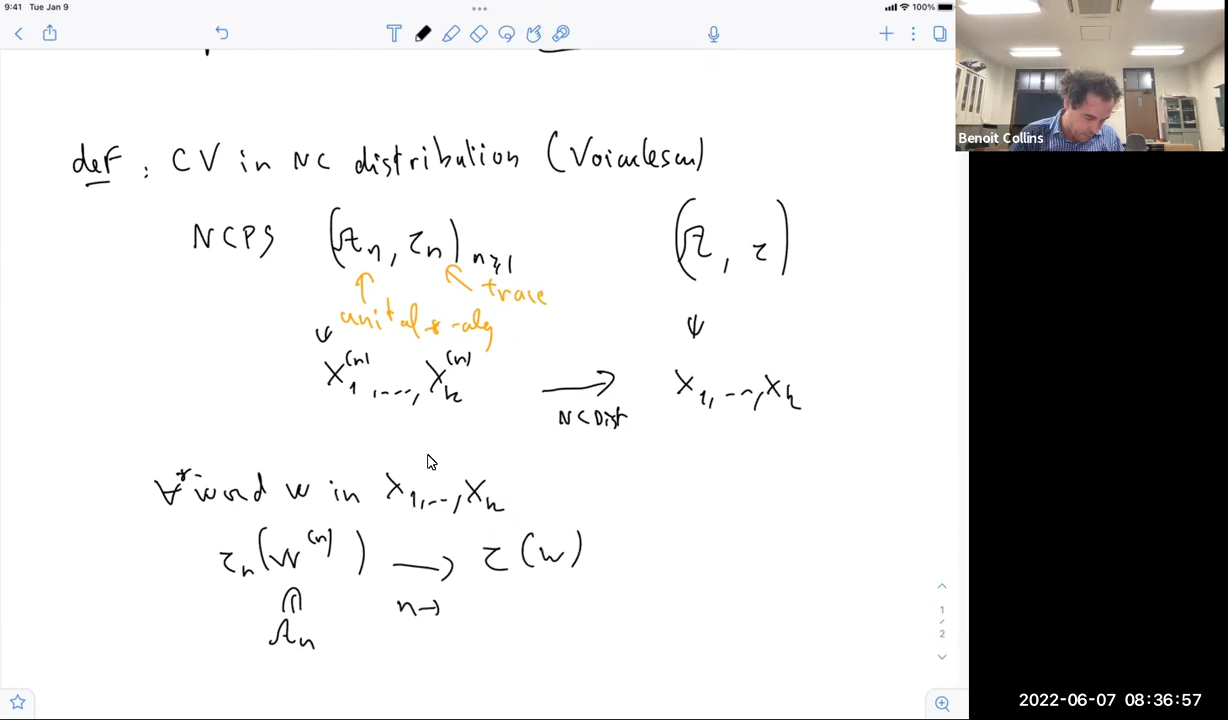 9:41 Tue Jan 9
100%
Benoit Collins
def : CV in NC distribution (Voiculescu)
NCPS (A_n, τ_n)_{n≥1} (A, τ)
trace
unital *-alg
X_1^{(n)}, ..., X_k^{(n)} → X_1, ..., X_k
NC Dist
∀ *-word w in X_1, ..., X_k
τ_n(W^{(n)}) → τ(w)
n→
A_n
1
/
2
2022-06-07 08:36:57